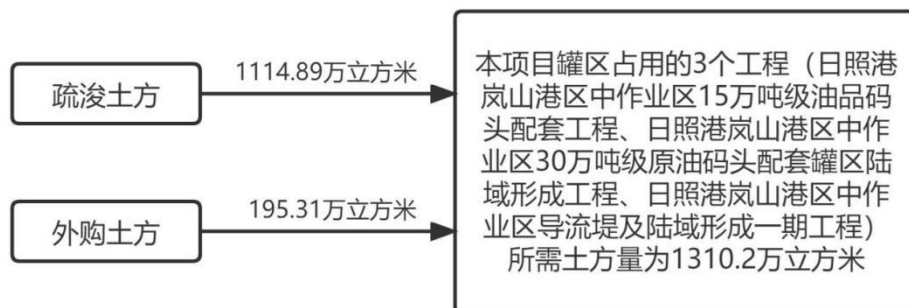 疏浚土方
1114.89万立方米
外购土方
195.31万立方米
本项目罐区占用的3个工程（日照港
岚山港区中作业区15万吨级油品码
头配套工程、日照港岚山港区中作
业区30万吨级原油码头配套罐区陆
域形成工程、日照港岚山港区中作
业区导流堤及陆域形成一期工程）
所需土方量为1310.2万立方米